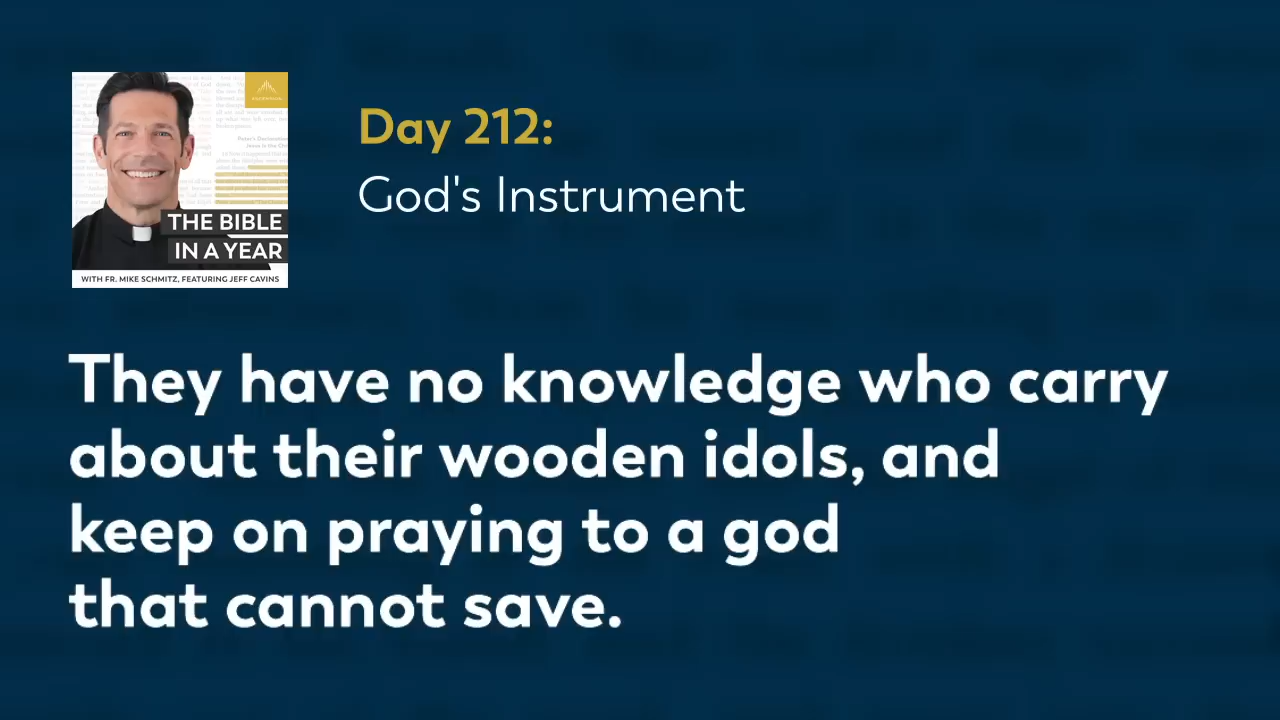 Day 212:
God's Instrument
THE BIBLE
IN A YEAR
WITH FR. MIKE SCHMITZ, FEATURING JEFF CAVINS
They have no knowledge who carry
about their wooden idols, and
keep on praying to a god
that cannot save.